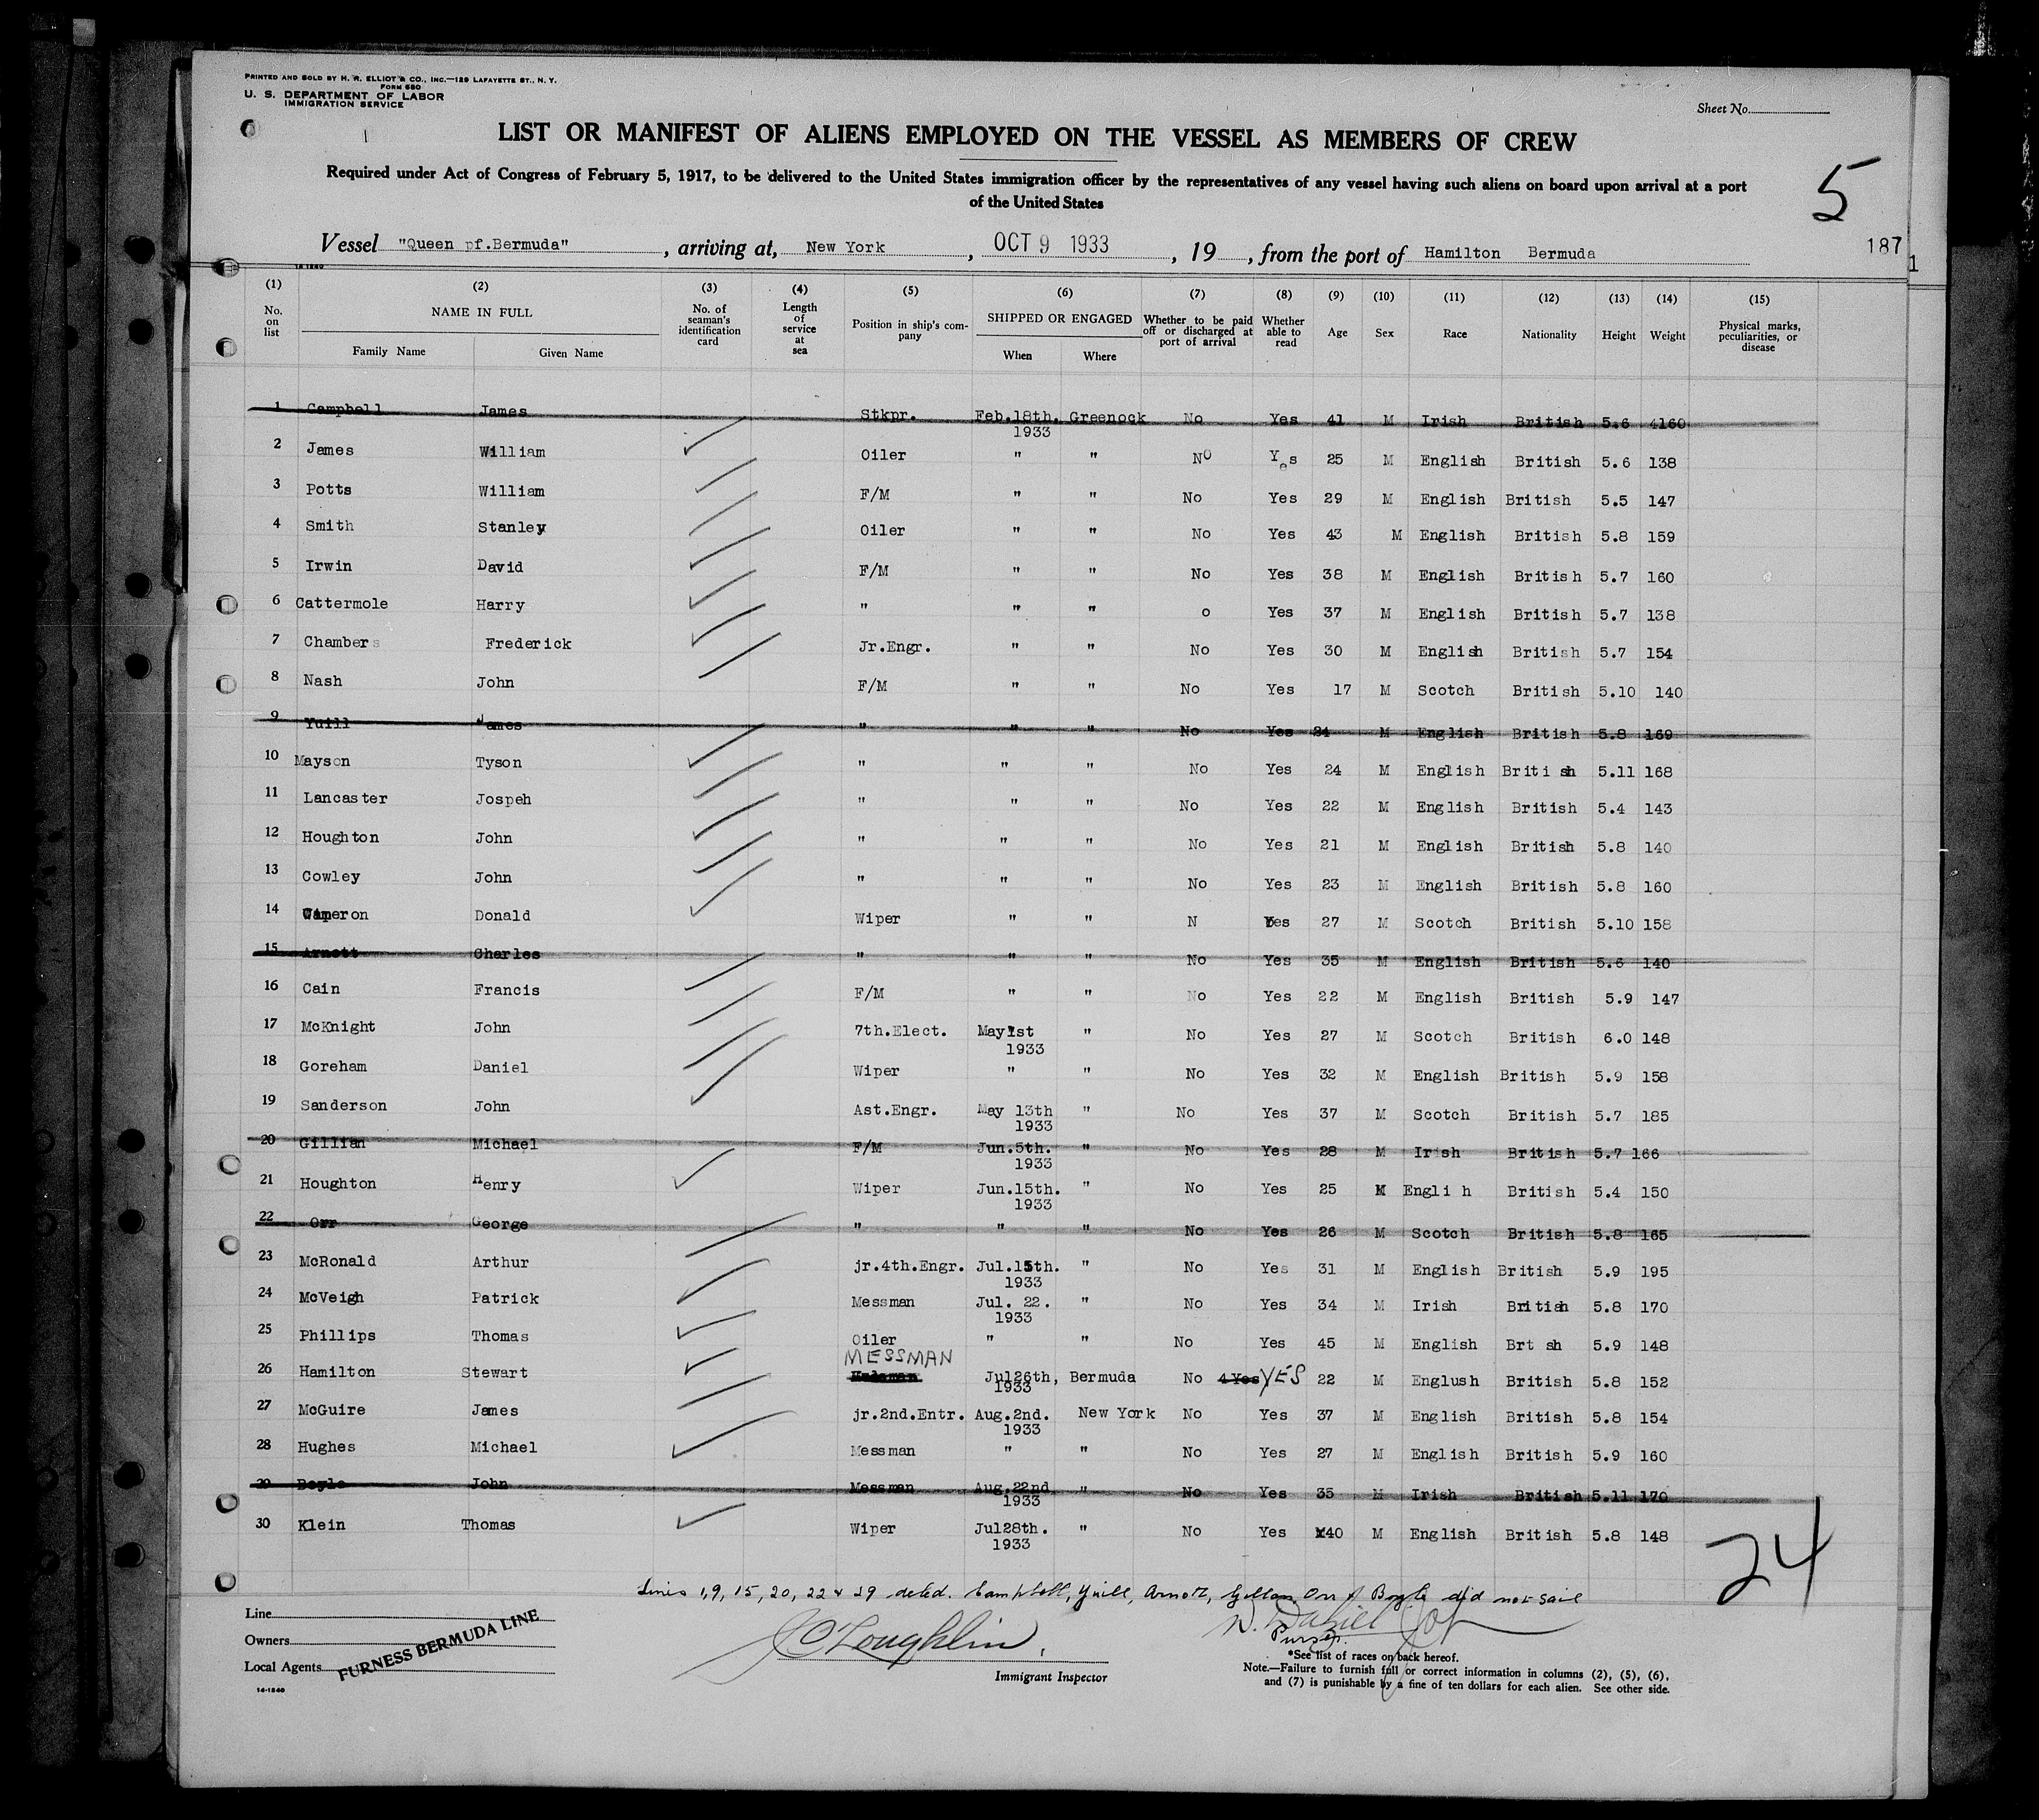 PRINTED AND SOLD BY H. R. ELLIOT & CO., INC.—129 LAFAYETTE ST., N. Y.
FORM 680
U. S. DEPARTMENT OF LABOR
IMMIGRATION SERVICE
Sheet No.
LIST OR MANIFEST OF ALIENS EMPLOYED ON THE VESSEL AS MEMBERS OF CREW
Required under Act of Congress of February 5, 1917, to be delivered to the United States immigration officer by the representatives of any vessel having such aliens on board upon arrival at a port
of the United States
5
Vessel "Queen pf.Bermuda", arriving at, New York, OCT 9 1933, 19, from the port of Hamilton Bermuda
187
1
14-1240
(1) (2) (3) (4) (5) (6) (7) (8) (9) (10) (11) (12) (13) (14) (15)
No. on list NAME IN FULL Family Name Given Name No. of seaman's identification card Length of service at sea Position in ship's company SHIPPED OR ENGAGED When Where Whether to be paid off or discharged at port of arrival Whether able to read Age Sex Race Nationality Height Weight Physical marks, peculiarities, or disease
1 Campbell James Stkpr. Feb.18th. 1933 Greenock No Yes 41 M Irish British 5.6 4160
2 James William Oiler " " NO Yes 25 M English British 5.6 138
3 Potts William F/M " " No Yes 29 M English British 5.5 147
4 Smith Stanley Oiler " " No Yes 43 M English British 5.8 159
5 Irwin David F/M " " No Yes 38 M English British 5.7 160
6 Cattermole Harry " " " o Yes 37 M English British 5.7 138
7 Chambers Frederick Jr.Engr. " " No Yes 30 M English British 5.7 154
8 Nash John F/M " " No Yes 17 M Scotch British 5.10 140
9 Yuill James " " " No Yes 24 M English British 5.8 169
10 Mayson Tyson " " " No Yes 24 M English British 5.11 168
11 Lancaster Jospeh " " " No Yes 22 M English British 5.4 143
12 Houghton John " " " No Yes 21 M English British 5.8 140
13 Cowley John " " " No Yes 23 M English British 5.8 160
14 Cameron Donald Wiper " " N Yes 27 M Scotch British 5.10 158
15 Arnott Charles " " " No Yes 35 M English British 5.6 140
16 Cain Francis F/M " " No Yes 22 M English British 5.9 147
17 McKnight John 7th.Elect. May 1st 1933 " No Yes 27 M Scotch British 6.0 148
18 Goreham Daniel Wiper " " No Yes 32 M English British 5.9 158
19 Sanderson John Ast.Engr. May 13th 1933 " No Yes 37 M Scotch British 5.7 185
20 Gillian Michael F/M Jun.5th. 1933 " No Yes 28 M Irish British 5.7 166
21 Houghton Henry Wiper Jun.15th. 1933 " No Yes 25 M Engli h British 5.4 150
22 Orr George " " " No Yes 26 M Scotch British 5.8 165
23 McRonald Arthur jr.4th.Engr. Jul.15th. 1933 " No Yes 31 M English British 5.9 195
24 McVeigh Patrick Messman Jul. 22. 1933 " No Yes 34 M Irish British 5.8 170
25 Phillips Thomas Oiler " " No Yes 45 M English Brt sh 5.9 148
26 Hamilton Stewart MESSMAN Jul26th, 1933 Bermuda No 4 Yes YES 22 M Englush British 5.8 152
27 McGuire James jr.2nd.Entr. Aug.2nd. 1933 New York No Yes 37 M English British 5.8 154
28 Hughes Michael Messman " " No Yes 27 M English British 5.9 160
29 Boyle John Messman Aug.22nd 1933 " No Yes 35 M Irish British 5.11 170
30 Klein Thomas Wiper Jul28th. 1933 " No Yes 40 M English British 5.8 148
24
Lines 1,9,15,20,22 & 29 deled. Campbell, Yuill, Arnott, Gillian, Orr & Boyle did not sail
Line
Owners
Local Agents
FURNESS BERMUDA LINE
14-1240
Immigrant Inspector
Purser.
*See list of races on back hereof.
Note.—Failure to furnish full or correct information in columns (2), (5), (6),
and (7) is punishable by a fine of ten dollars for each alien. See other side.